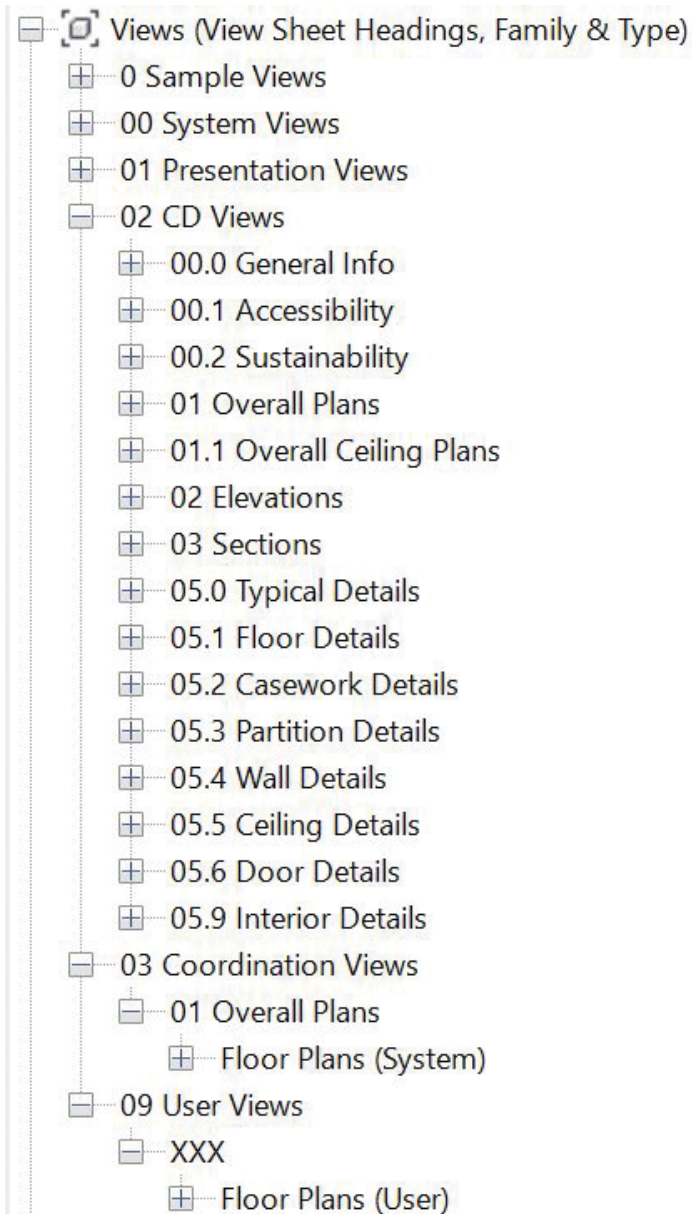 Views (View Sheet Headings, Family & Type)
0 Sample Views
00 System Views
01 Presentation Views
02 CD Views
00.0 General Info
00.1 Accessibility
00.2 Sustainability
01 Overall Plans
01.1 Overall Ceiling Plans
02 Elevations
03 Sections
05.0 Typical Details
05.1 Floor Details
05.2 Casework Details
05.3 Partition Details
05.4 Wall Details
05.5 Ceiling Details
05.6 Door Details
05.9 Interior Details
03 Coordination Views
01 Overall Plans
Floor Plans (System)
09 User Views
XXX
Floor Plans (User)